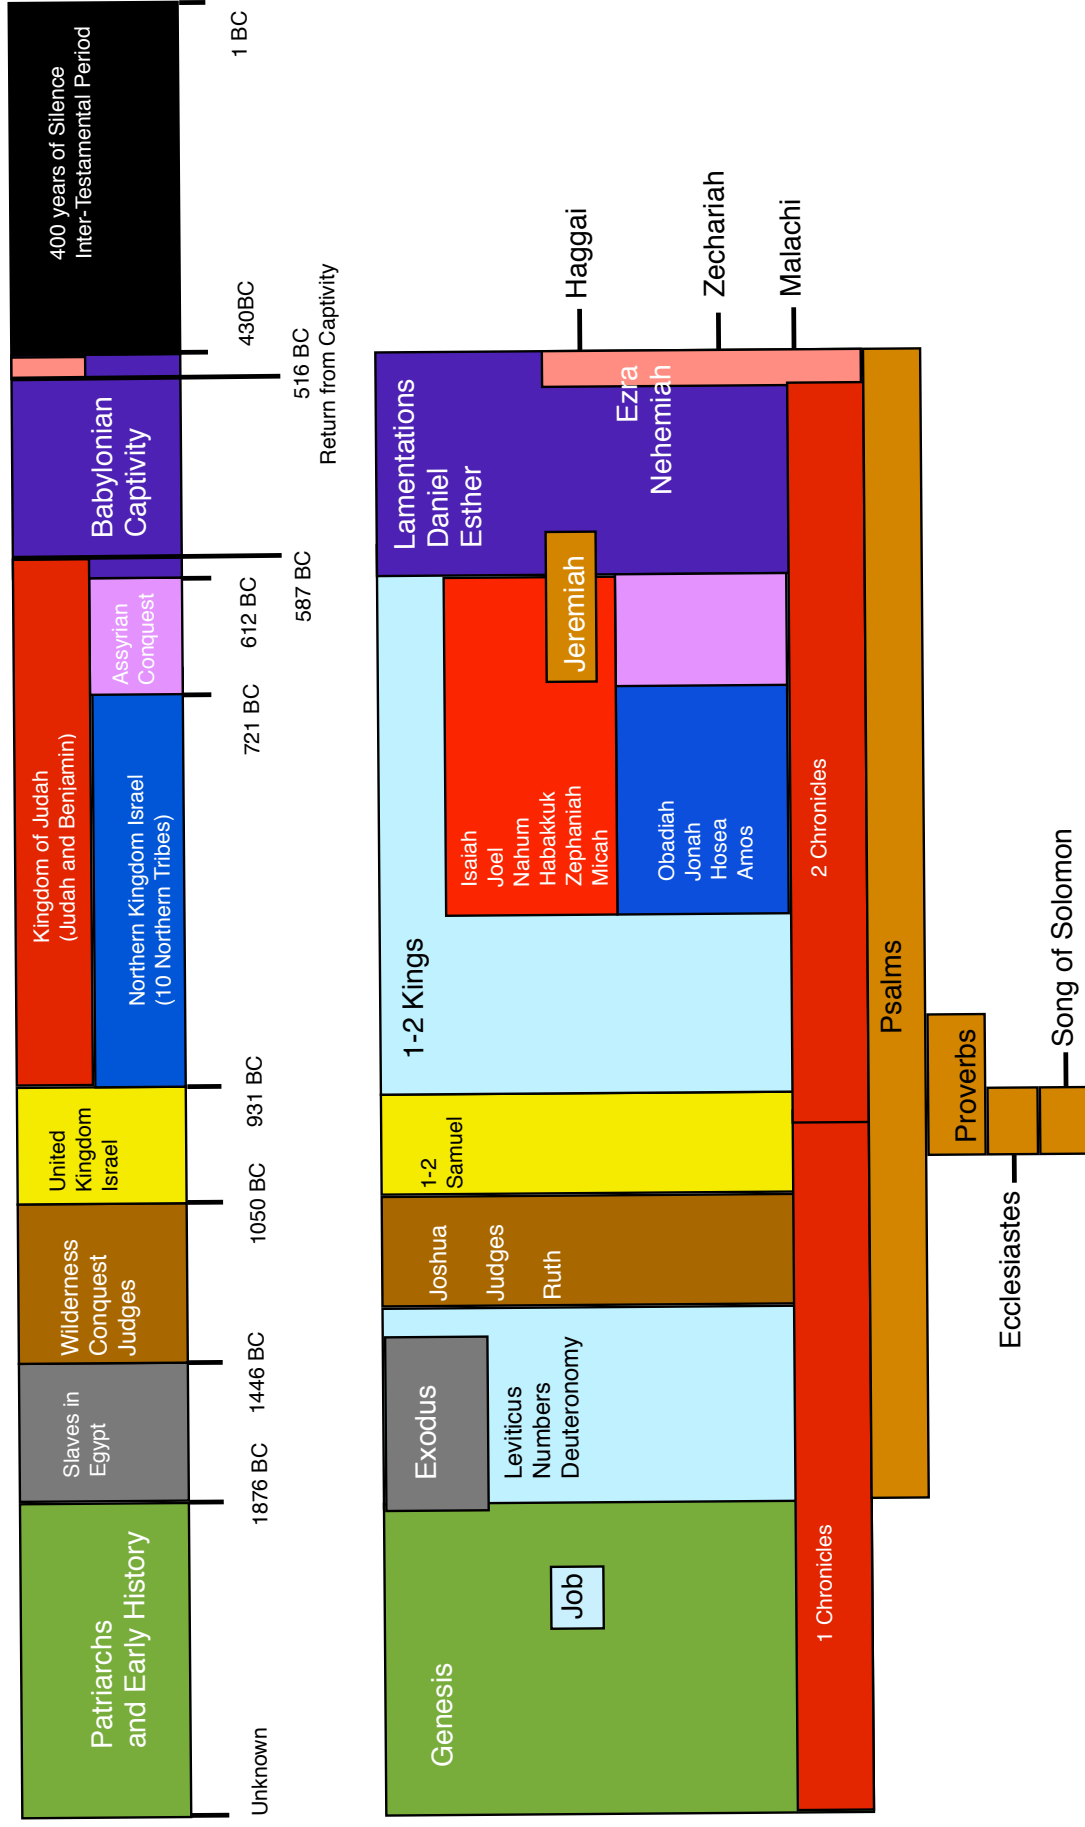 Patriarchs
and Early History
Slaves in
Egypt
Wilderness
Conquest
Judges
United
Kingdom
Israel
Kingdom of Judah
(Judah and Benjamin)
Northern Kingdom Israel
(10 Northern Tribes)
Assyrian
Conquest
Babylonian
Captivity
400 years of Silence
Inter-Testamental Period
Unknown
1876 BC
1446 BC
1050 BC
931 BC
721 BC
612 BC
587 BC
516 BC
Return from Captivity
430BC
1 BC
Genesis
Job
Exodus
Leviticus
Numbers
Deuteronomy
Joshua
Judges
Ruth
1-2
Samuel
1-2 Kings
Isaiah
Joel
Nahum
Habakkuk
Zephaniah
Micah
Jeremiah
Obadiah
Jonah
Hosea
Amos
Lamentations
Daniel
Esther
Ezra
Nehemiah
Haggai
Zechariah
Malachi
1 Chronicles
2 Chronicles
Psalms
Proverbs
Ecclesiastes
Song of Solomon